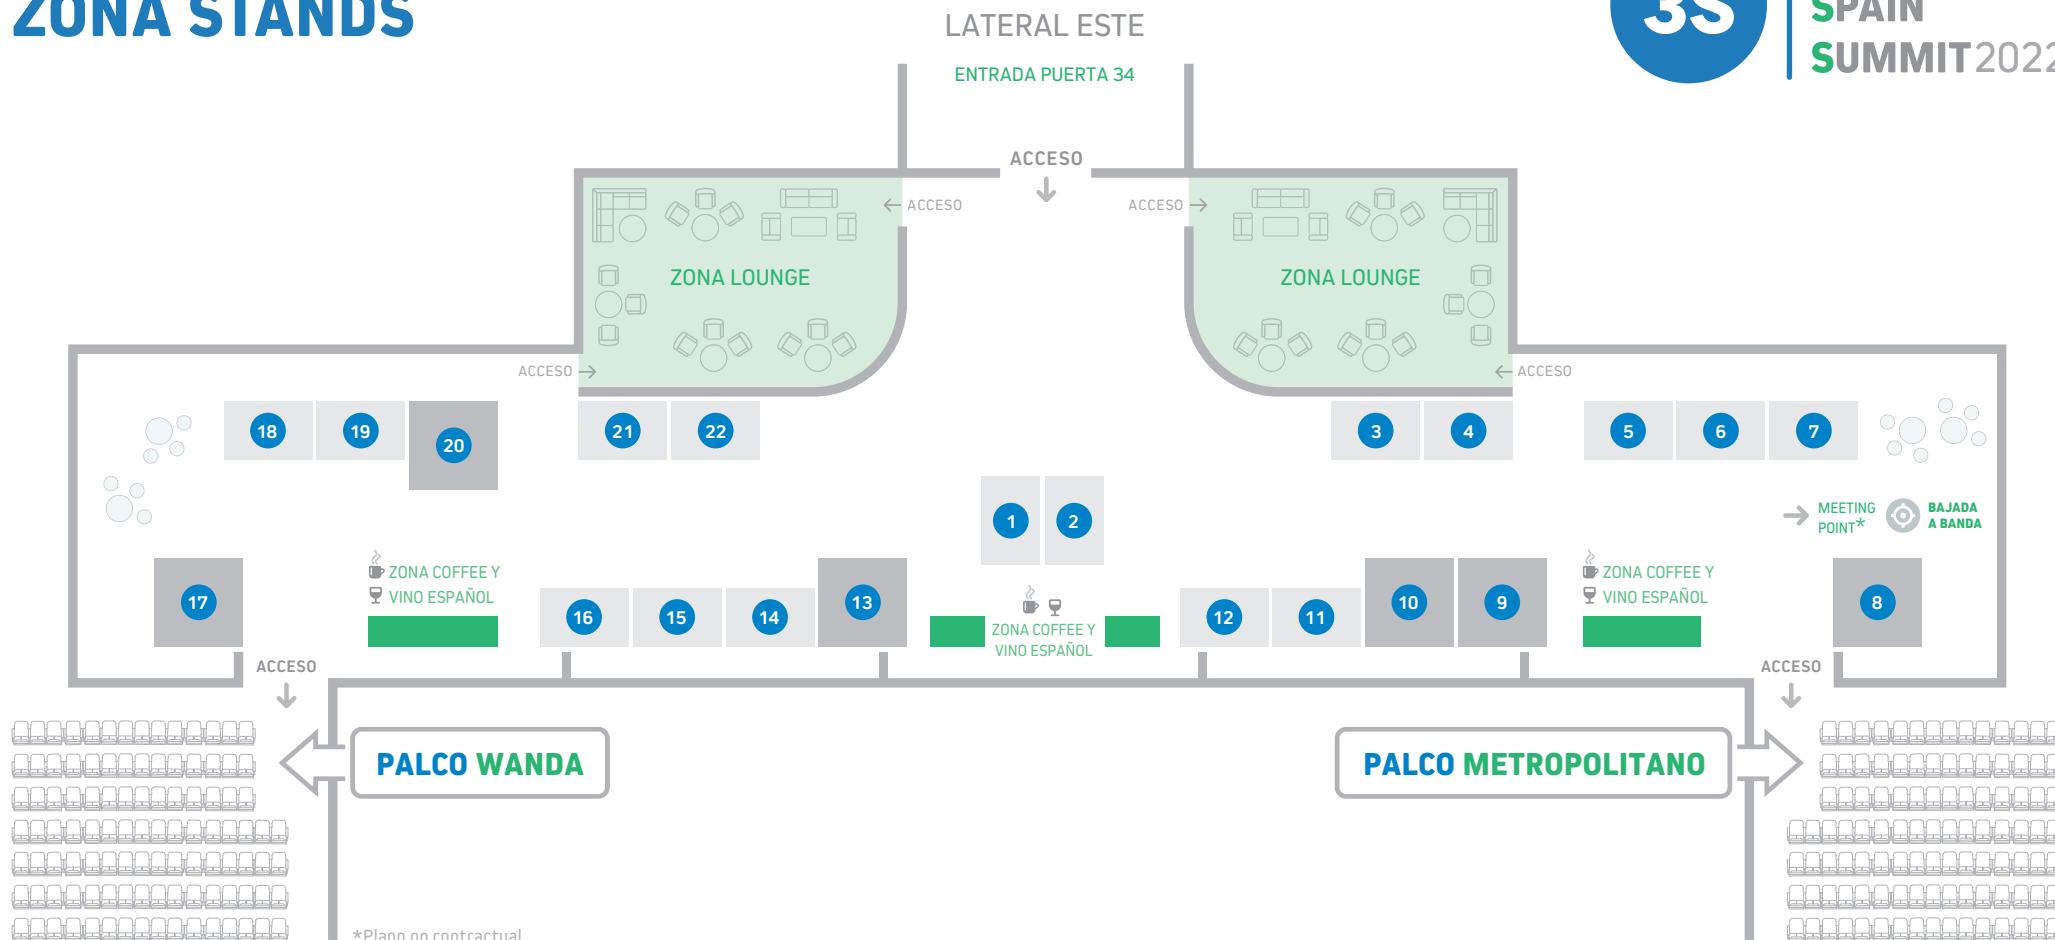 ZONA STANDS
LATERAL ESTE
ENTRADA PUERTA 34
3S
SPAIN
SUMMIT 2022
ACCESO
ACCESO
ACCESO
ZONA LOUNGE
ZONA LOUNGE
ACCESO
ACCESO
18
19
20
21
22
3
4
5
6
7
1
2
MEETING
POINT*
BAJADA
A BANDA
17
ZONA COFFEE Y
VINO ESPAÑOL
16
15
14
13
ZONA COFFEE Y
VINO ESPAÑOL
12
11
10
9
ZONA COFFEE Y
VINO ESPAÑOL
8
ACCESO
ACCESO
PALCO WANDA
PALCO METROPOLITANO
*Plano no contractual